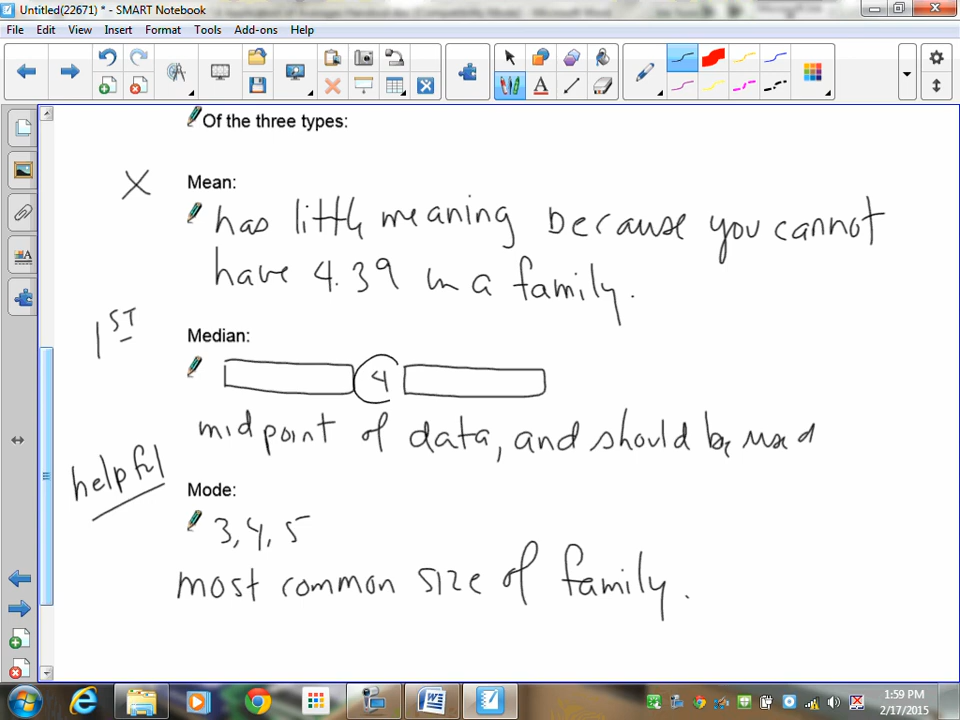 Untitled(22671) * - SMART Notebook
File Edit View Insert Format Tools Add-ons Help
Of the three types:
X Mean:
has little meaning because you cannot
have 4.39 in a family.
1ST Median:
4
midpoint of data, and should be used
helpful Mode:
3, 4, 5
most common size of family.
1:59 PM
2/17/2015